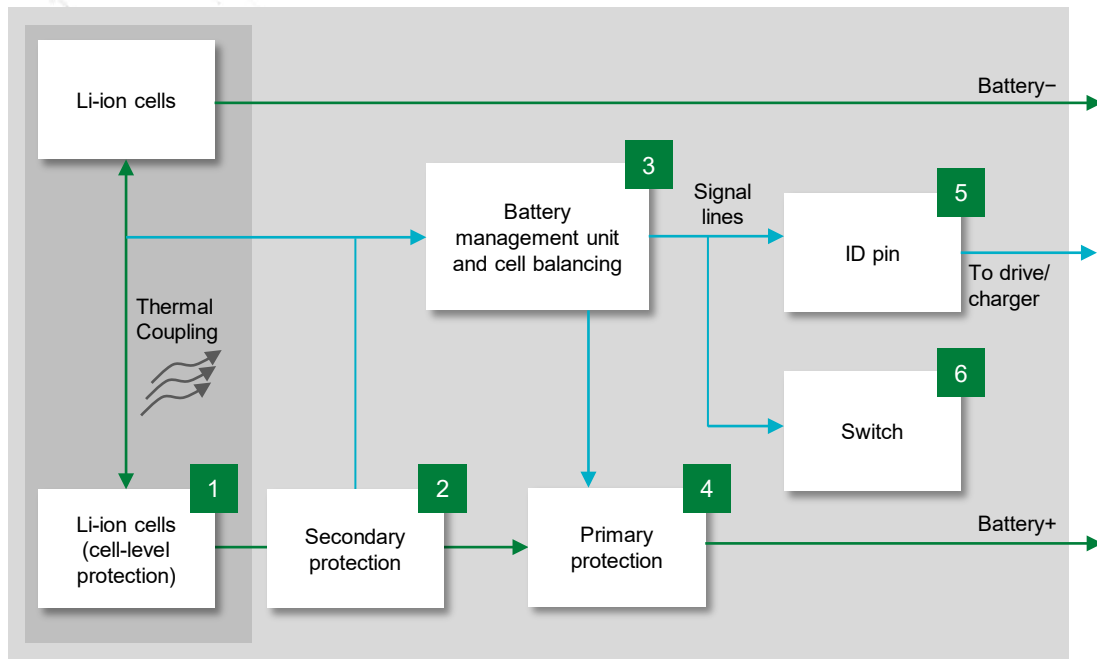 Li-ion cells
Battery−
3
Battery
management unit
and cell balancing
Signal
lines
5
ID pin
To drive/
charger
Thermal
Coupling
6
Switch
1
Li-ion cells
(cell-level
protection)
2
Secondary
protection
4
Primary
protection
Battery+